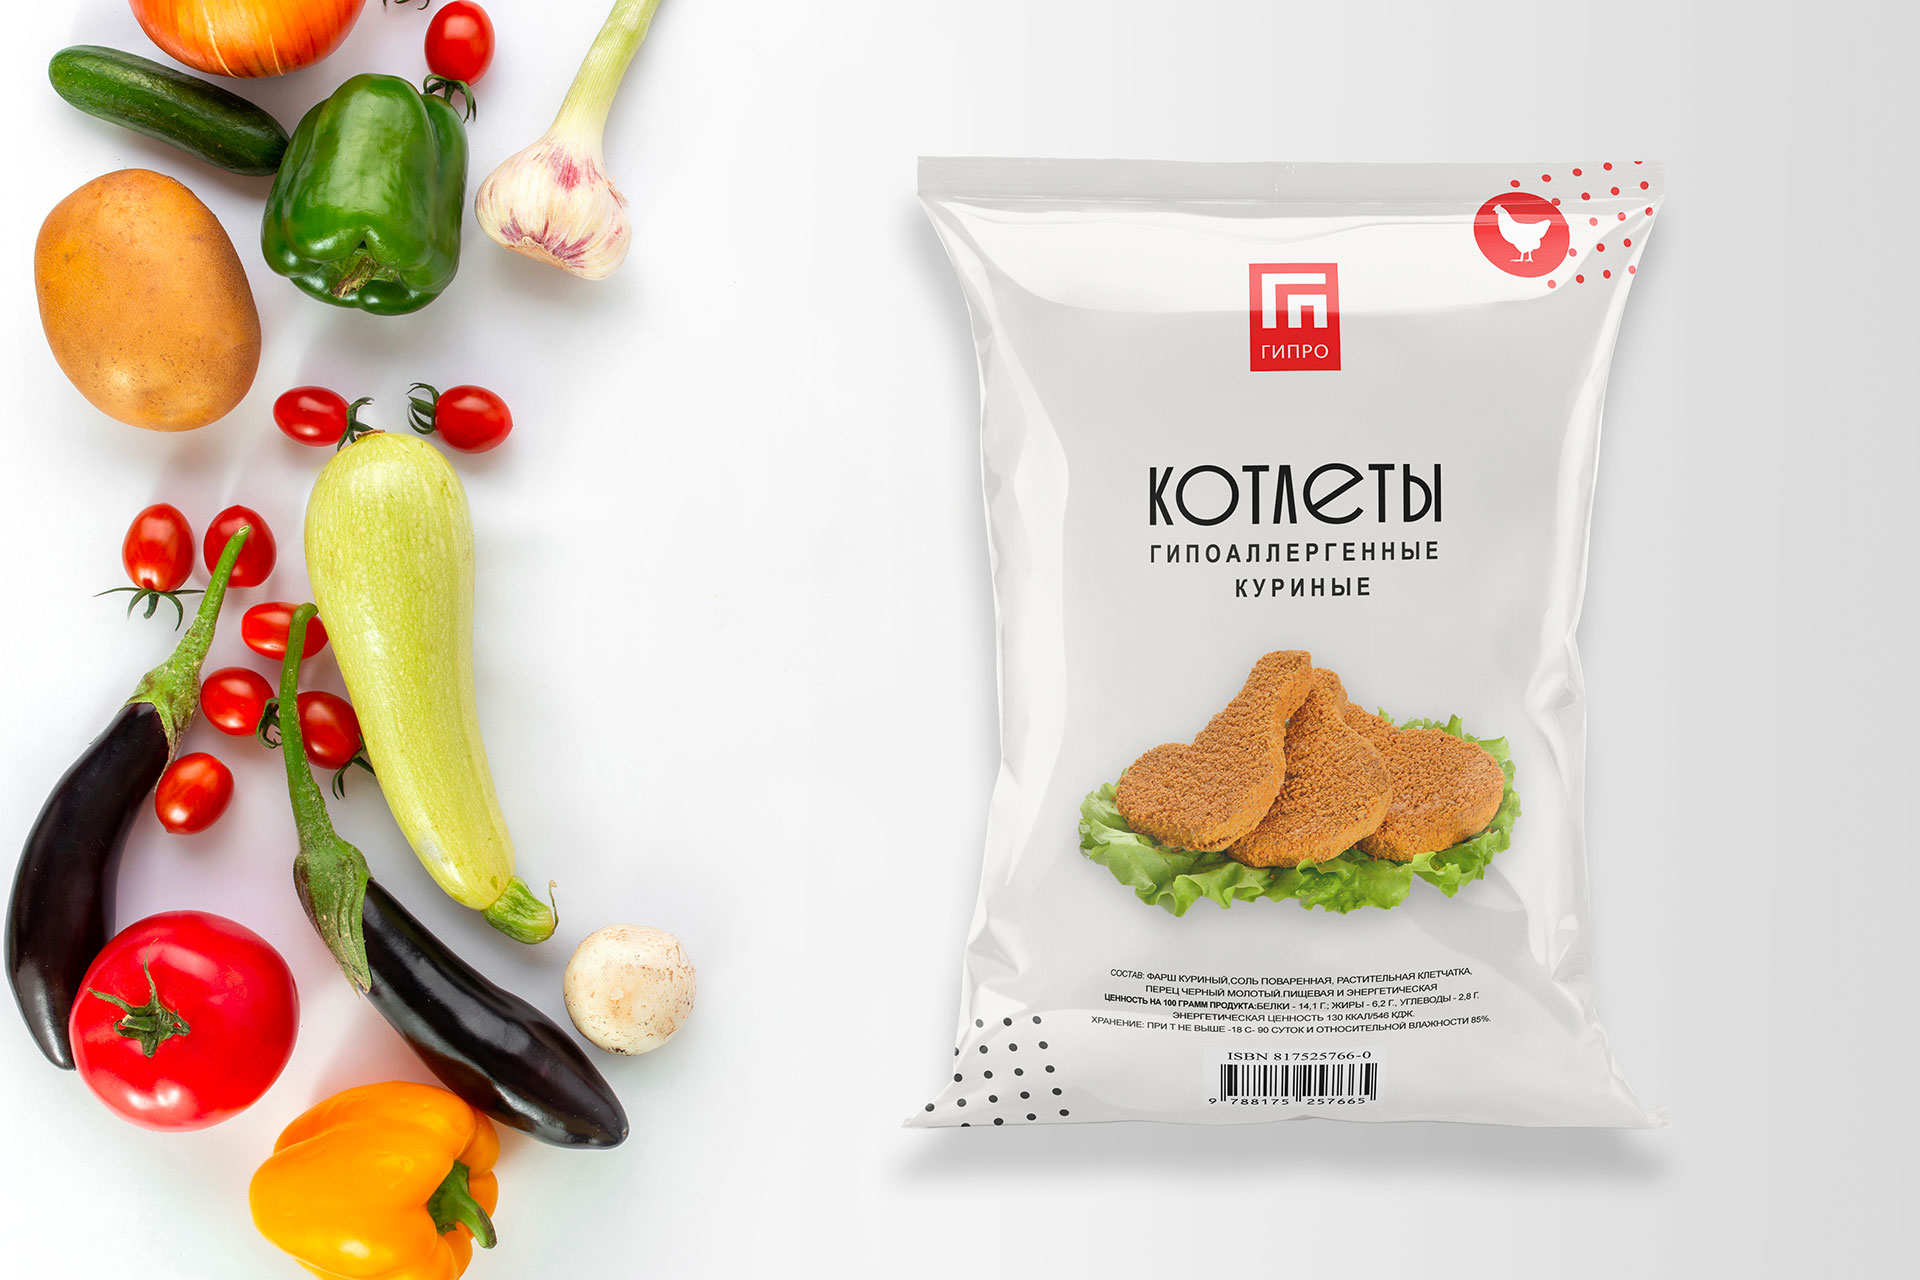 ГИПРО
КОТЛЕТЫ
ГИПОАЛЛЕРГЕННЫЕ
КУРИНЫЕ
СОСТАВ: ФАРШ КУРИНЫЙ,СОЛЬ ПОВАРЕННАЯ, РАСТИТЕЛЬНАЯ КЛЕТЧАТКА,
ПЕРЕЦ ЧЕРНЫЙ МОЛОТЫЙ.ПИЩЕВАЯ И ЭНЕРГЕТИЧЕСКАЯ
ЦЕННОСТЬ НА 100 ГРАММ ПРОДУКТА:БЕЛКИ - 14,1 Г.; ЖИРЫ - 6,2 Г., УГЛЕВОДЫ - 2,8 Г.
ЭНЕРГЕТИЧЕСКАЯ ЦЕННОСТЬ 130 ККАЛ/546 КДЖ.
ХРАНЕНИЕ: ПРИ Т НЕ ВЫШЕ -18 С- 90 СУТОК И ОТНОСИТЕЛЬНОЙ ВЛАЖНОСТИ 85%.
ISBN 817525766-0
9 788175 257665